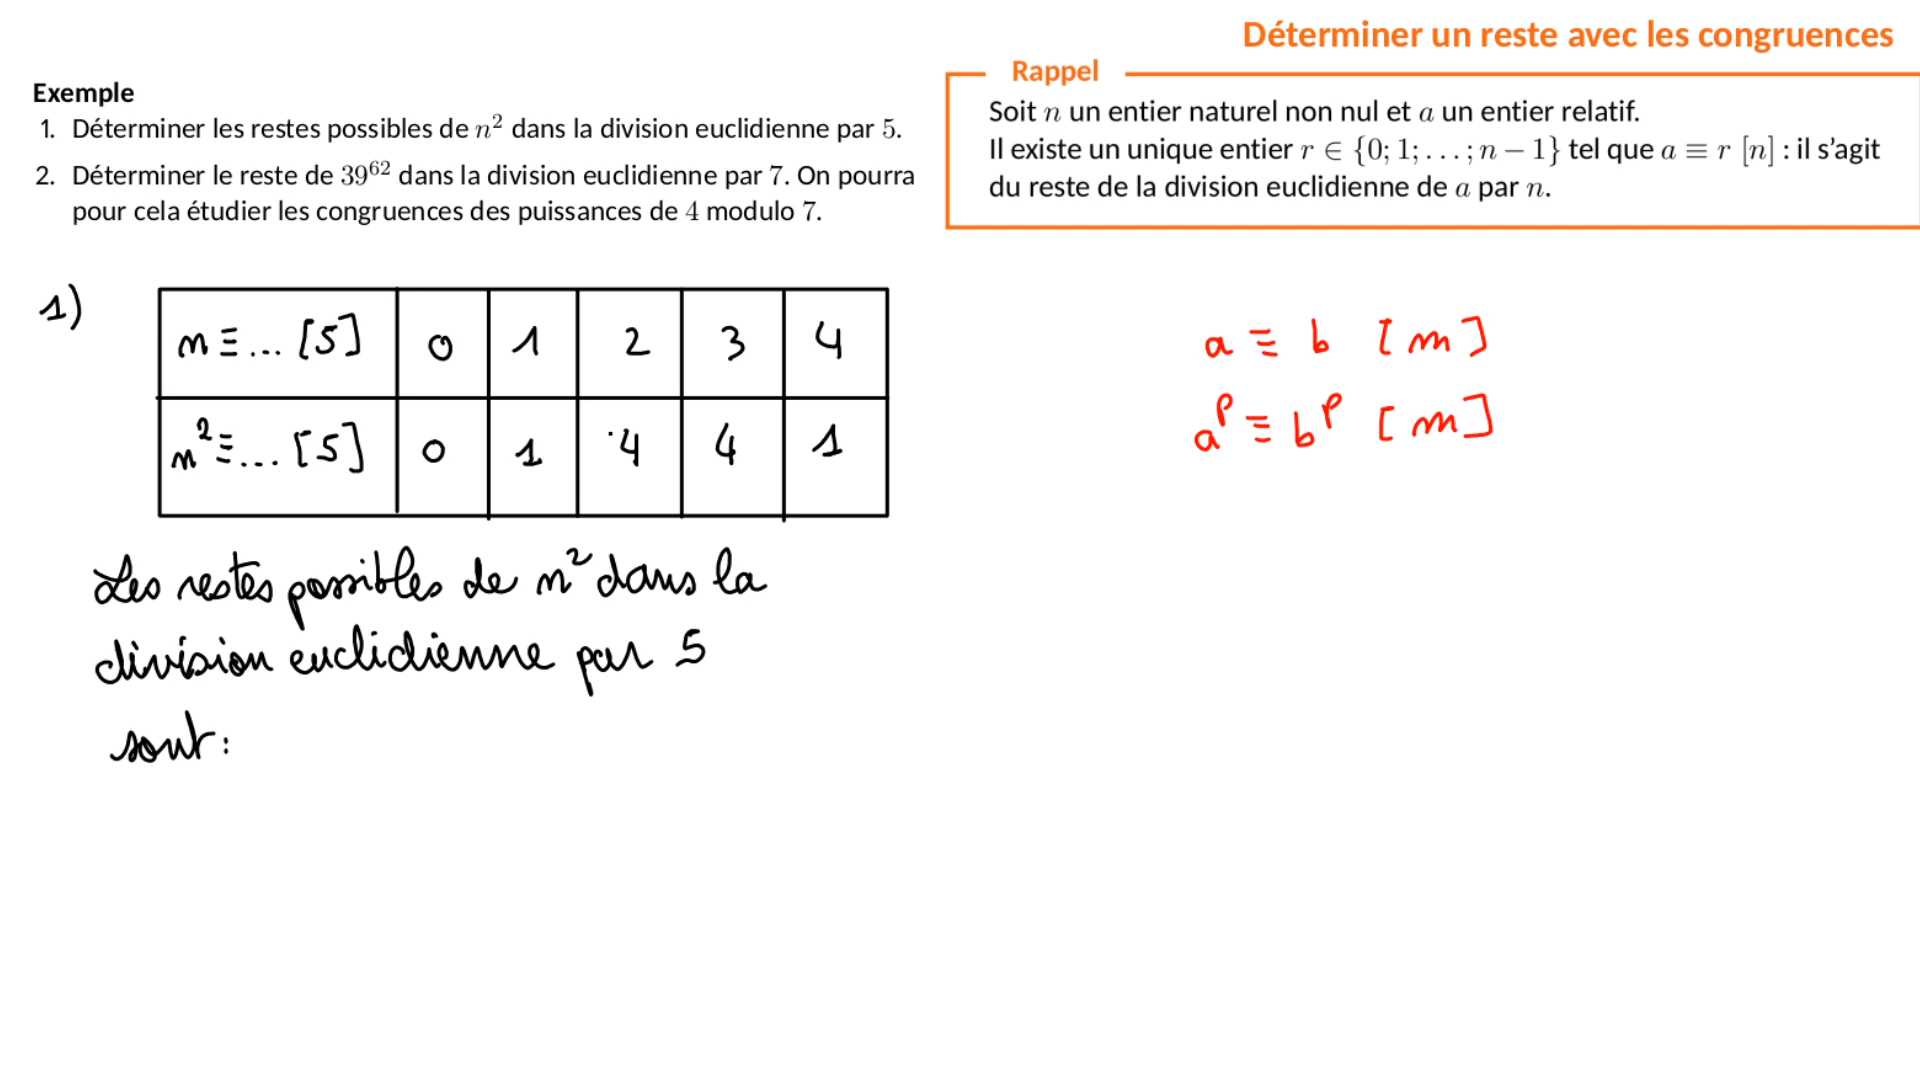 Déterminer un reste avec les congruences
Rappel
Soit n un entier naturel non nul et a un entier relatif.
Il existe un unique entier r ∈ {0; 1; . . . ; n − 1} tel que a ≡ r [n] : il s’agit
du reste de la division euclidienne de a par n.
Exemple
1. Déterminer les restes possibles de n² dans la division euclidienne par 5.
2. Déterminer le reste de 39⁶² dans la division euclidienne par 7. On pourra
pour cela étudier les congruences des puissances de 4 modulo 7.
1)
n ≡ ... [5] 0 1 2 3 4
n² ≡ ... [5] 0 1 4 4 1
Les restes possibles de n² dans la
division euclidienne par 5
sont :
a ≡ b [n]
aᵖ ≡ bᵖ [n]